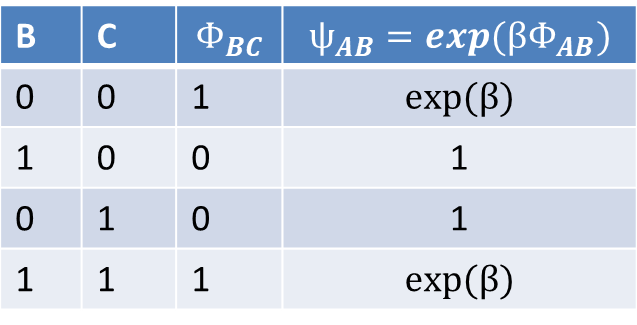 B C Φ_BC ψ_AB = exp(βΦ_AB)
0 0 1 exp(β)
1 0 0 1
0 1 0 1
1 1 1 exp(β)